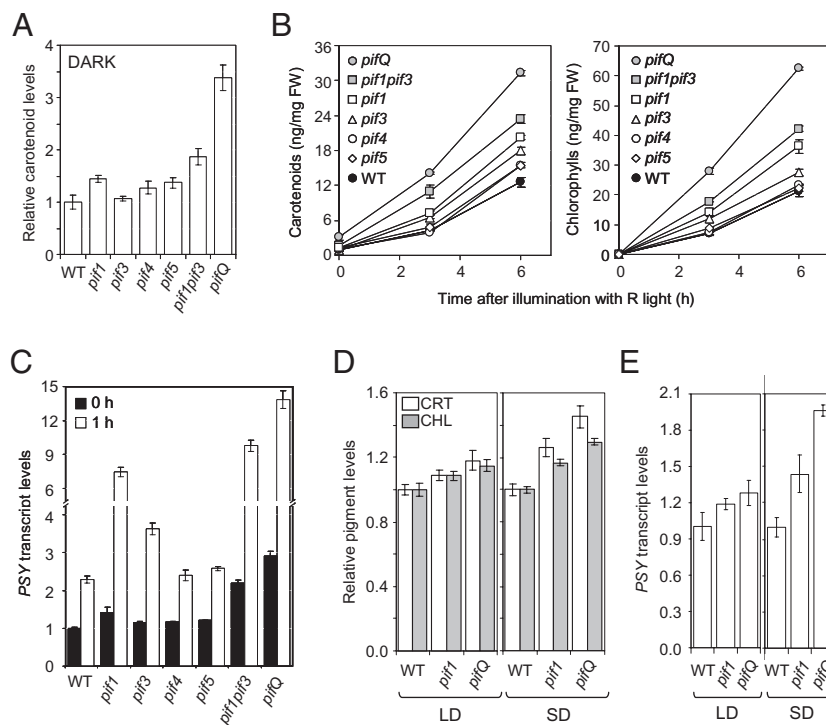 A
DARK
Relative carotenoid levels
4
3
2
1
0
WT
pif1
pif3
pif4
pif5
pif1pif3
pifQ
B
Carotenoids (ng/mg FW)
36
30
24
18
12
6
0
pifQ
pif1pif3
pif1
pif3
pif4
pif5
WT
0 3 6
Chlorophylls (ng/mg FW)
70
60
50
40
30
20
10
0
pifQ
pif1pif3
pif1
pif3
pif4
pif5
WT
0 3 6
Time after illumination with R light (h)
C
PSY transcript levels
15
12
9
6
4
3
2
1
0
0 h
1 h
WT
pif1
pif3
pif4
pif5
pif1pif3
pifQ
D
Relative pigment levels
1.6
1.2
1.0
0.8
0.4
0.0
CRT
CHL
WT pif1 pifQ WT pif1 pifQ
LD SD
E
PSY transcript levels
2.1
1.8
1.5
1.2
0.9
0.6
0.3
0.0
WT pif1 pifQ WT pif1 pifQ
LD SD